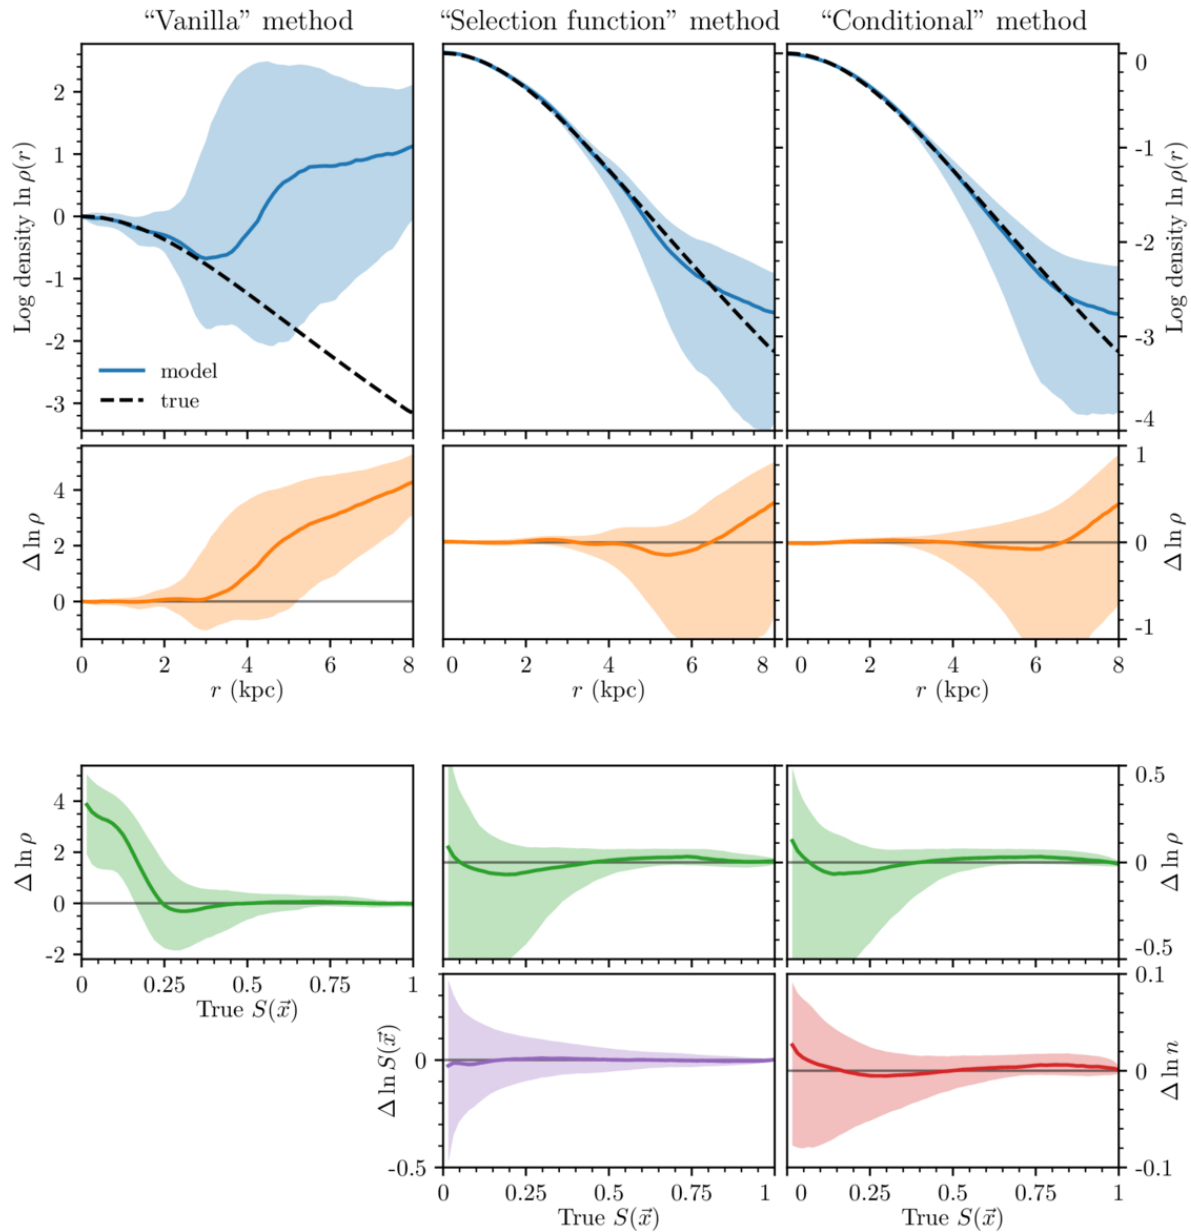 “Vanilla” method
“Selection function” method
“Conditional” method
Log density ln ρ(r)
2
1
0
-1
-2
-3
model
true
0
-1
-2
-3
-4
Log density ln ρ(r)
Δ ln ρ
4
2
0
1
0
-1
Δ ln ρ
0 2 4 6 8
0 2 4 6 8
0 2 4 6 8
r (kpc)
r (kpc)
r (kpc)
Δ ln ρ
4
2
0
-2
0.5
0
-0.5
Δ ln ρ
0 0.25 0.5 0.75 1
True S(x⃗)
Δ ln S(x⃗)
0
-0.5
0.1
0
-0.1
Δ ln n
0 0.25 0.5 0.75 1
0 0.25 0.5 0.75 1
True S(x⃗)
True S(x⃗)